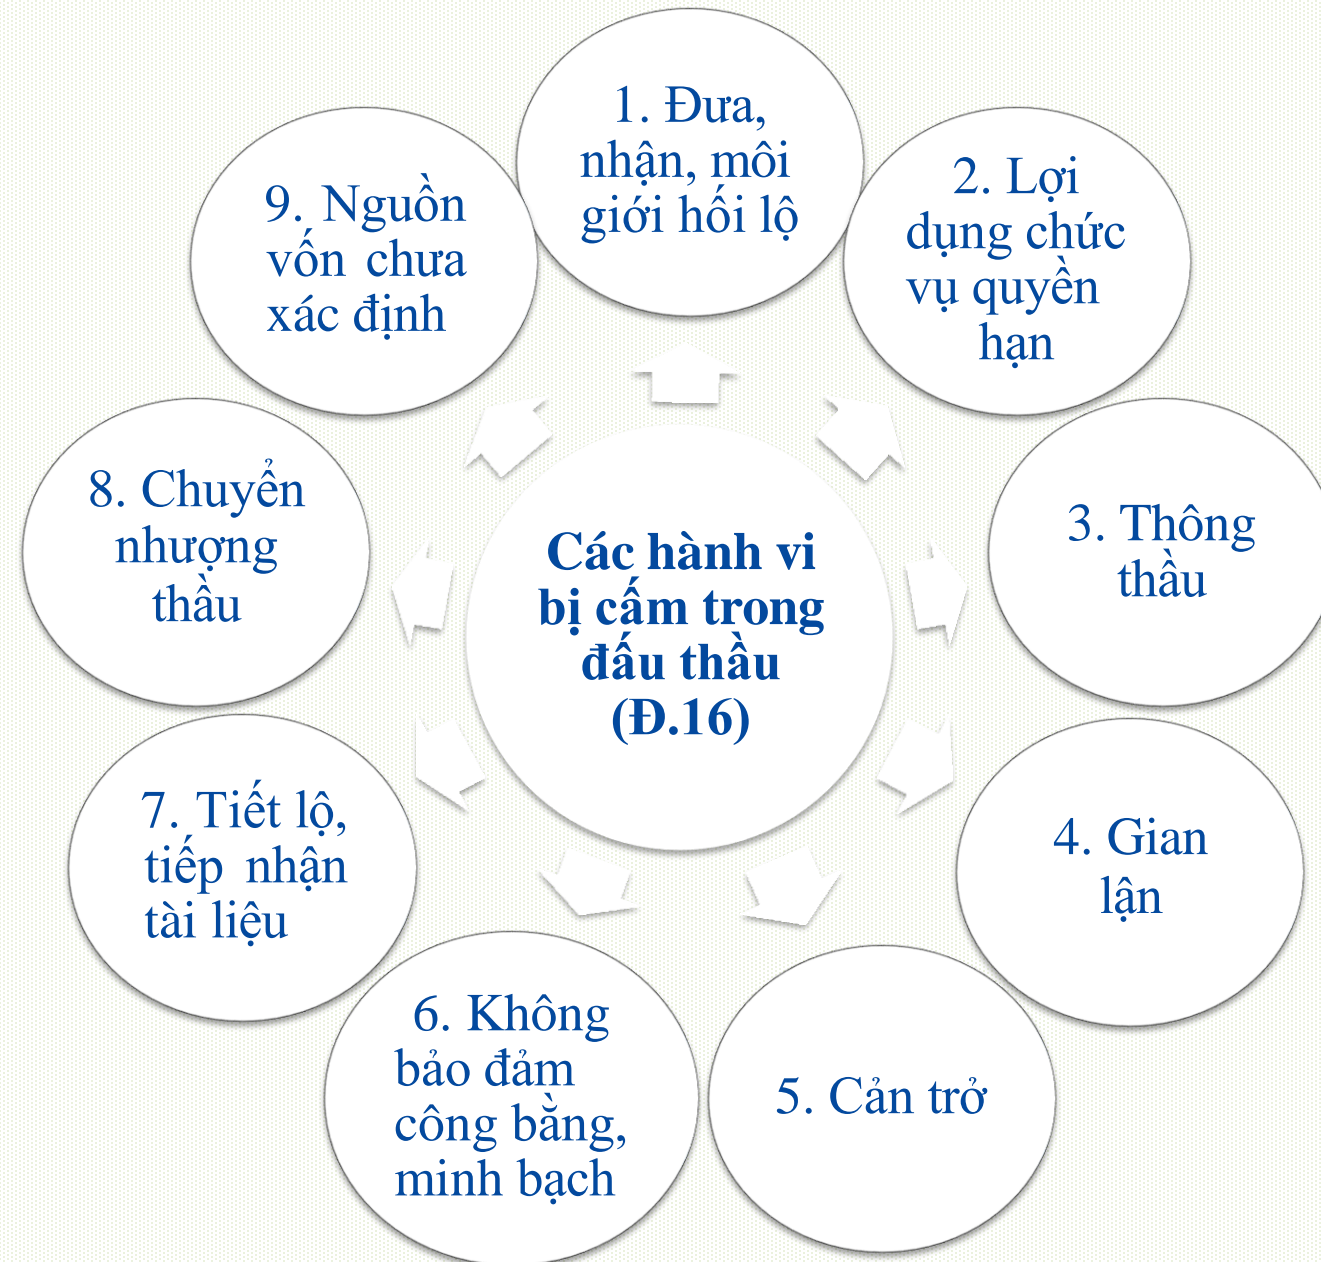 Các hành vi
bị cấm trong
đấu thầu
(Đ.16)
1. Đưa,
nhận, môi
giới hối lộ
2. Lợi
dụng chức
vụ quyền
hạn
3. Thông
thầu
4. Gian
lận
5. Cản trở
6. Không
bảo đảm
công bằng,
minh bạch
7. Tiết lộ,
tiếp nhận
tài liệu
8. Chuyển
nhượng
thầu
9. Nguồn
vốn chưa
xác định